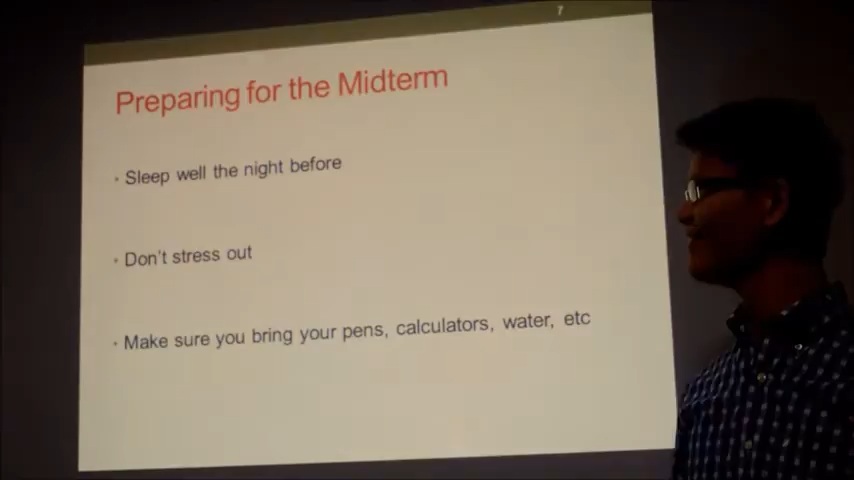 7
Preparing for the Midterm
• Sleep well the night before
• Don't stress out
• Make sure you bring your pens, calculators, water, etc